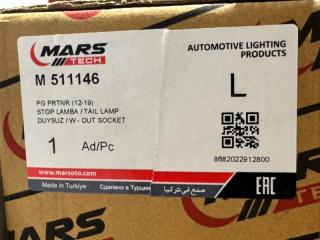 MARS
TECH
AUTOMOTIVE LIGHTING
PRODUCTS
M 511146
L
PG PRTNR (12-19)
STOP LAMBA / TAIL LAMP
DUYSUZ / W - OUT SOCKET
1 Ad/Pc
8682022912800
www.marsoto.com
Made in Turkiye
Сделано в Турции
صنع في تركيا
EAC
MARS